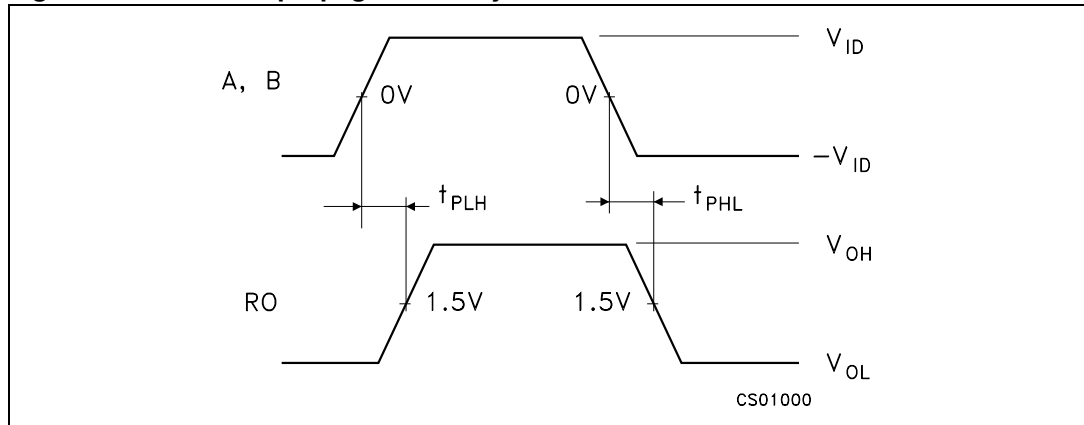 V_ID
A, B
0V
0V
-V_ID
t_PLH
t_PHL
V_OH
RO
1.5V
1.5V
V_OL
CS01000